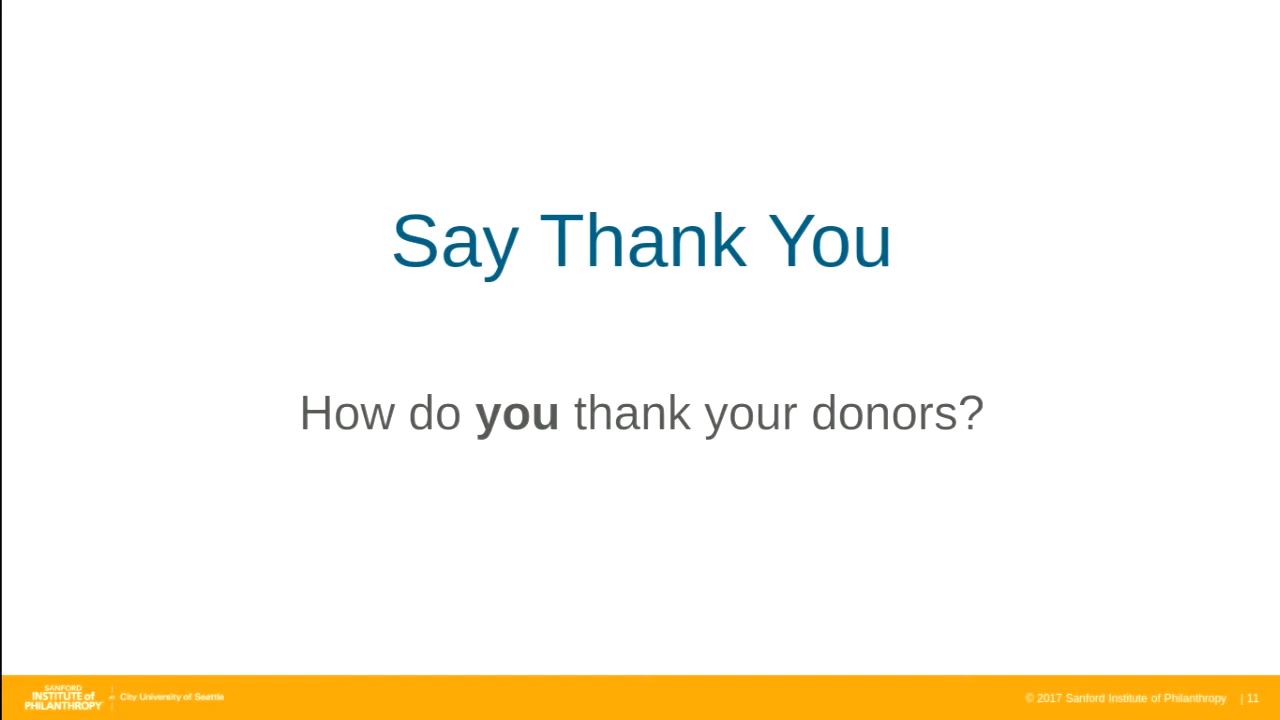 Say Thank You
How do you thank your donors?
SANFORD
INSTITUTE of
PHILANTHROPY
at
City University of Seattle
© 2017 Sanford Institute of Philanthropy | 11